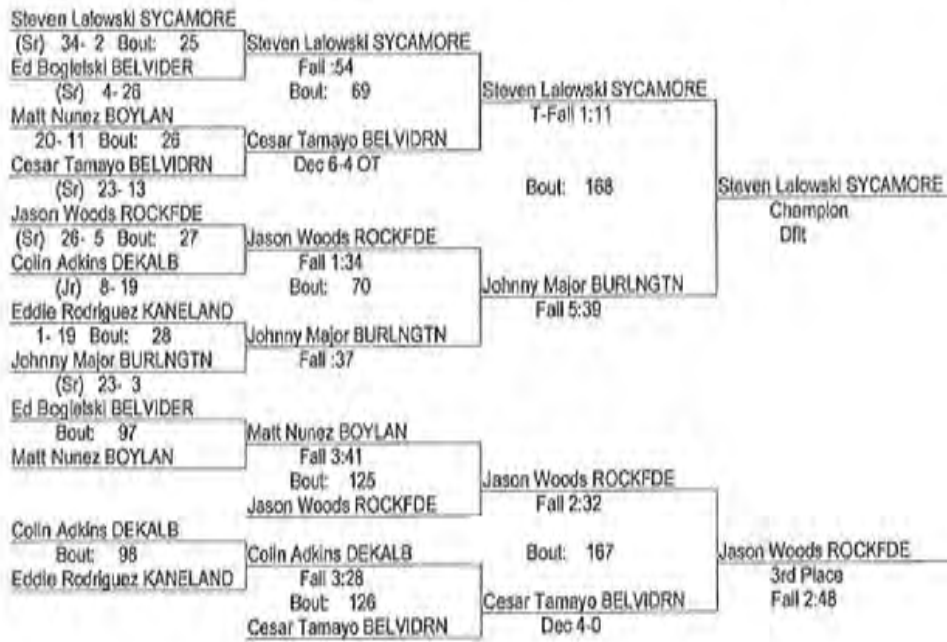 Steven Lalowski SYCAMORE
(Sr) 34- 2 Bout: 25
Ed Bogielski BELVIDER
(Sr) 4- 26
Matt Nunez BOYLAN
20- 11 Bout: 26
Cesar Tamayo BELVIDRN
(Sr) 23- 13
Jason Woods ROCKFDE
(Sr) 26- 5 Bout: 27
Colin Adkins DEKALB
(Jr) 8- 19
Eddie Rodriguez KANELAND
1- 19 Bout: 28
Johnny Major BURLNGTN
(Sr) 23- 3
Ed Bogielski BELVIDER
Bout: 97
Matt Nunez BOYLAN
Colin Adkins DEKALB
Bout: 98
Eddie Rodriguez KANELAND
Steven Lalowski SYCAMORE
Fall :54
Bout: 69
Cesar Tamayo BELVIDRN
Dec 6-4 OT
Jason Woods ROCKFDE
Fall 1:34
Bout: 70
Johnny Major BURLNGTN
Fall :37
Matt Nunez BOYLAN
Fall 3:41
Bout: 125
Jason Woods ROCKFDE
Colin Adkins DEKALB
Fall 3:28
Bout: 126
Cesar Tamayo BELVIDRN
Steven Lalowski SYCAMORE
T-Fall 1:11
Bout: 168
Johnny Major BURLNGTN
Fall 5:39
Jason Woods ROCKFDE
Fall 2:32
Bout: 167
Cesar Tamayo BELVIDRN
Dec 4-0
Steven Lalowski SYCAMORE
Champion
Dflt
Jason Woods ROCKFDE
3rd Place
Fall 2:48